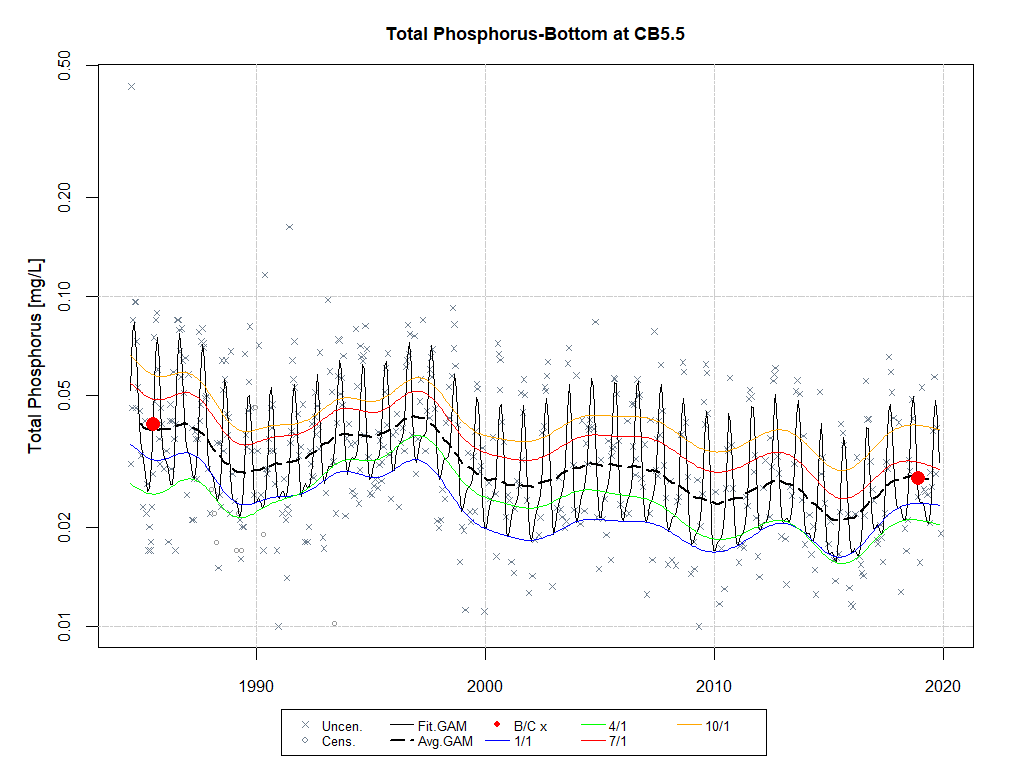 Total Phosphorus-Bottom at CB5.5
Total Phosphorus [mg/L]
0.50
0.20
0.10
0.05
0.02
0.01
1990 2000 2010 2020
Uncen. Fit.GAM B/C x 4/1 10/1
Cens. Avg.GAM 1/1 7/1